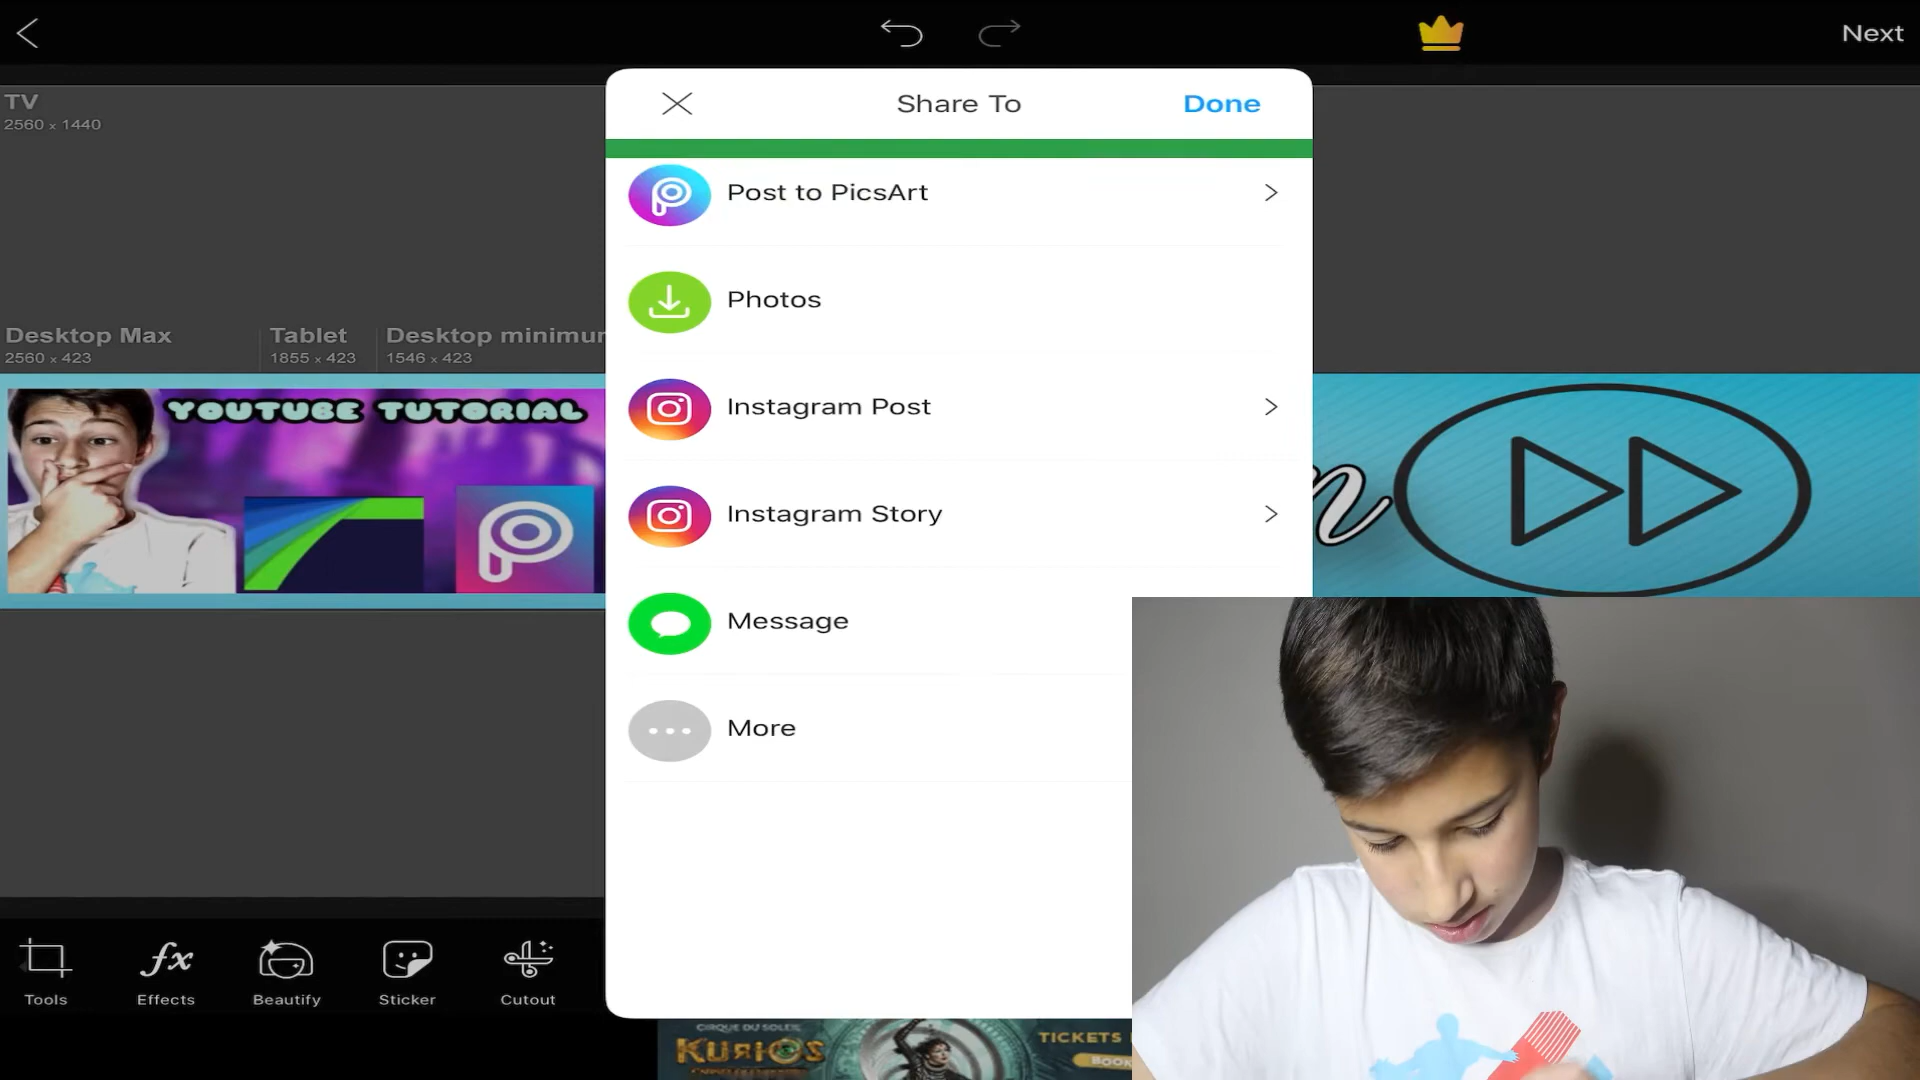 Next
Share To
Done
TV
2560 x 1440
Post to PicsArt
Photos
Desktop Max
2560 x 423
Tablet
1855 x 423
Desktop minimur
1546 x 423
YOUTUBE TUTORIAL
Instagram Post
Instagram Story
n
Message
More
Tools
Effects
Beautify
Sticker
Cutout
CIRQUE DU SOLEIL
KURIOS
TICKETS
BOOK